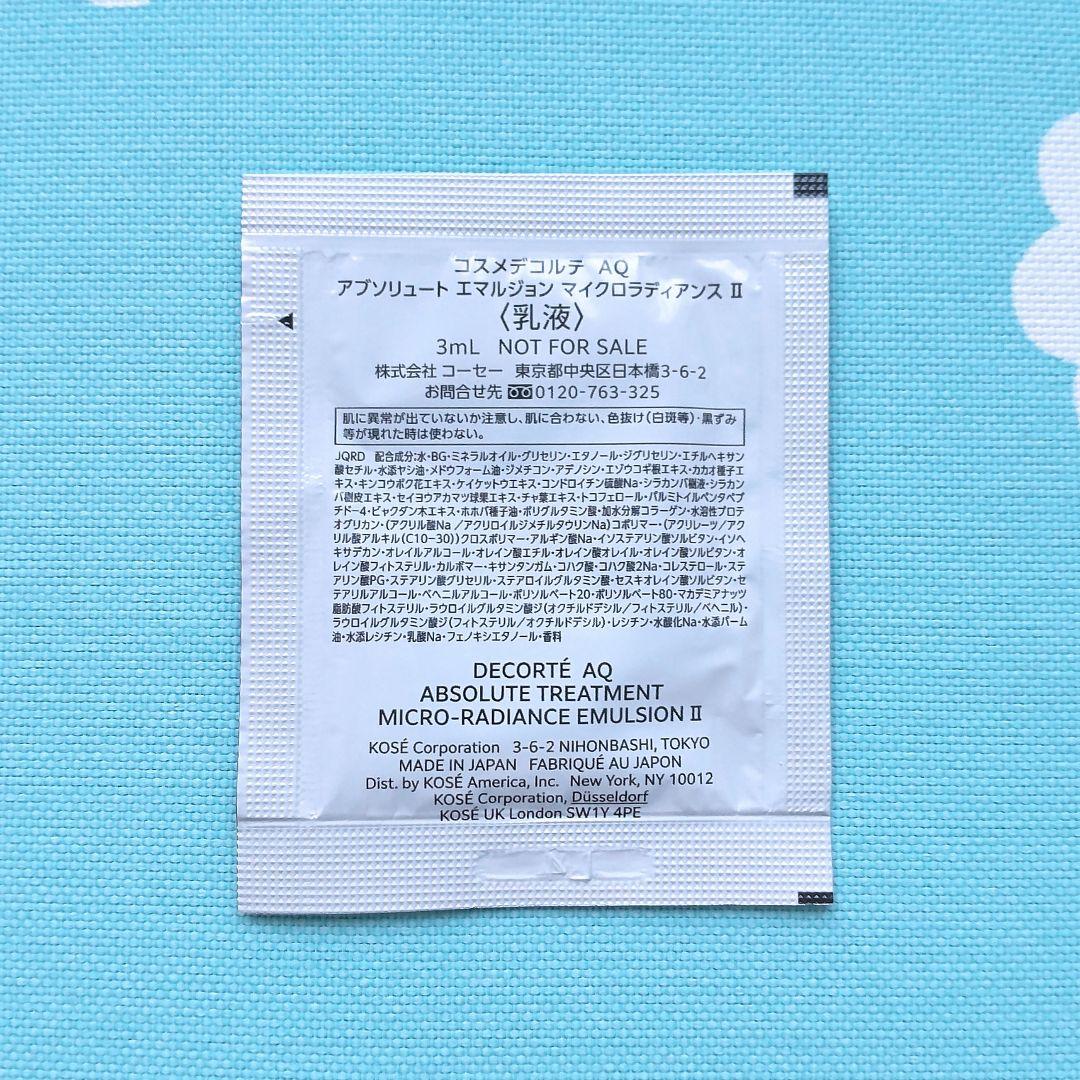 コスメデコルテ AQ
アブソリュート エマルジョン マイクロラディアンス Ⅱ
〈乳液〉
3mL NOT FOR SALE
株式会社 コーセー 東京都中央区日本橋3-6-2
お問合せ先 0120-763-325
肌に異常が出ていないか注意し、肌に合わない、色抜け(白斑等)・黒ずみ
等が現れた時は使わない。
JQRD 配合成分:水・BG・ミネラルオイル・グリセリン・エタノール・ジグリセリン・エチルヘキサン
酸セチル・水添ヤシ油・メドウフォーム油・ジメチコン・アデノシン・エゾウコギ根エキス・カカオ種子エ
キス・キンコウボク花エキス・ケイケットウエキス・コンドロイチン硫酸Na・シラカンバ樹液・シラカン
バ樹皮エキス・セイヨウアカマツ球果エキス・チャ葉エキス・トコフェロール・パルミトイルペンタペプ
チド-4・ビャクダン木エキス・ホホバ種子油・ポリグルタミン酸・加水分解コラーゲン・水溶性プロテ
オグリカン・(アクリル酸Na/アクリロイルジメチルタウリンNa)コポリマー・(アクリレーツ/アク
リル酸アルキル(C10-30))クロスポリマー・アルギン酸Na・イソステアリン酸ソルビタン・イソヘ
キサデカン・オレイルアルコール・オレイン酸エチル・オレイン酸オレイル・オレイン酸ソルビタン・オ
レイン酸フィトステリル・カルボマー・キサンタンガム・コハク酸・コハク酸2Na・コレステロール・ステ
アリン酸PG・ステアリン酸グリセリル・ステアロイルグルタミン酸・セスキオレイン酸ソルビタン・セ
テアリルアルコール・ベヘニルアルコール・ポリソルベート20・ポリソルベート80・マカデミアナッツ
脂肪酸フィトステリル・ラウロイルグルタミン酸ジ(オクチルドデシル/フィトステリル/ベヘニル)・
ラウロイルグルタミン酸ジ(フィトステリル/オクチルドデシル)・レシチン・水酸化Na・水添パーム
油・水添レシチン・乳酸Na・フェノキシエタノール・香料
DECORTÉ AQ
ABSOLUTE TREATMENT
MICRO-RADIANCE EMULSION Ⅱ
KOSÉ Corporation 3-6-2 NIHONBASHI, TOKYO
MADE IN JAPAN FABRIQUÉ AU JAPON
Dist. by KOSÉ America, Inc. New York, NY 10012
KOSÉ Corporation, Düsseldorf
KOSÉ UK London SW1Y 4PE